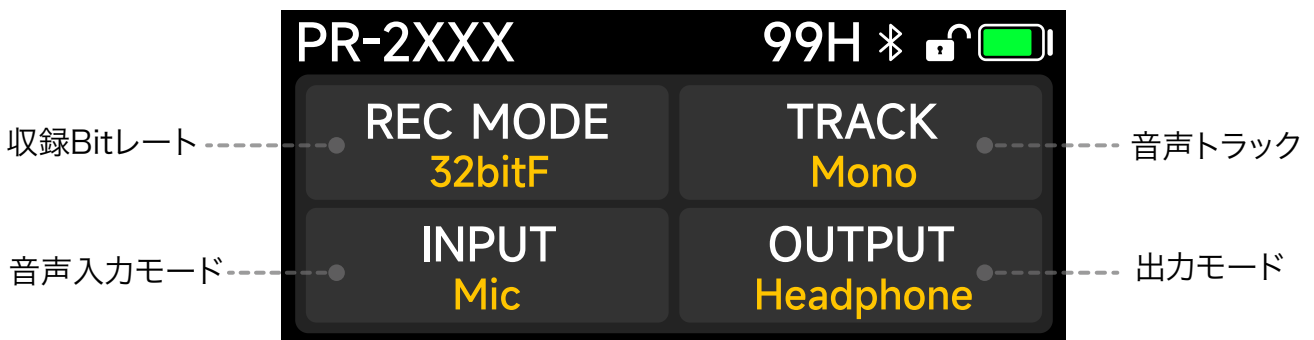 PR-2XXX 99H
収録Bitレート
REC MODE
32bitF
TRACK
Mono
音声トラック
音声入力モード
INPUT
Mic
OUTPUT
Headphone
出力モード